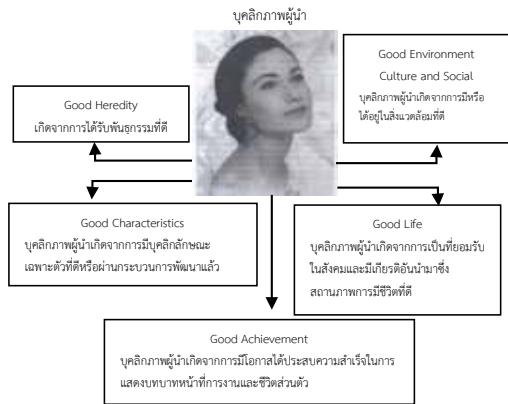 บุคลิกภาพผู้นำ
Good Heredity
เกิดจากการได้รับพันธุกรรมที่ดี
Good Environment
Culture and Social
บุคลิกภาพผู้นำเกิดจากการมีหรือ
ได้อยู่ในสิ่งแวดล้อมที่ดี
Good Characteristics
บุคลิกภาพผู้นำเกิดจากการมีบุคลิกลักษณะ
เฉพาะตัวที่ดีหรือผ่านกระบวนการพัฒนาแล้ว
Good Life
บุคลิกภาพผู้นำเกิดจากการเป็นที่ยอมรับ
ในสังคมและมีเกียรติอันนำมาซึ่ง
สถานภาพการมีชีวิตที่ดี
Good Achievement
บุคลิกภาพผู้นำเกิดจากการมีโอกาสได้ประสบความสำเร็จในการ
แสดงบทบาทหน้าที่การงานและชีวิตส่วนตัว